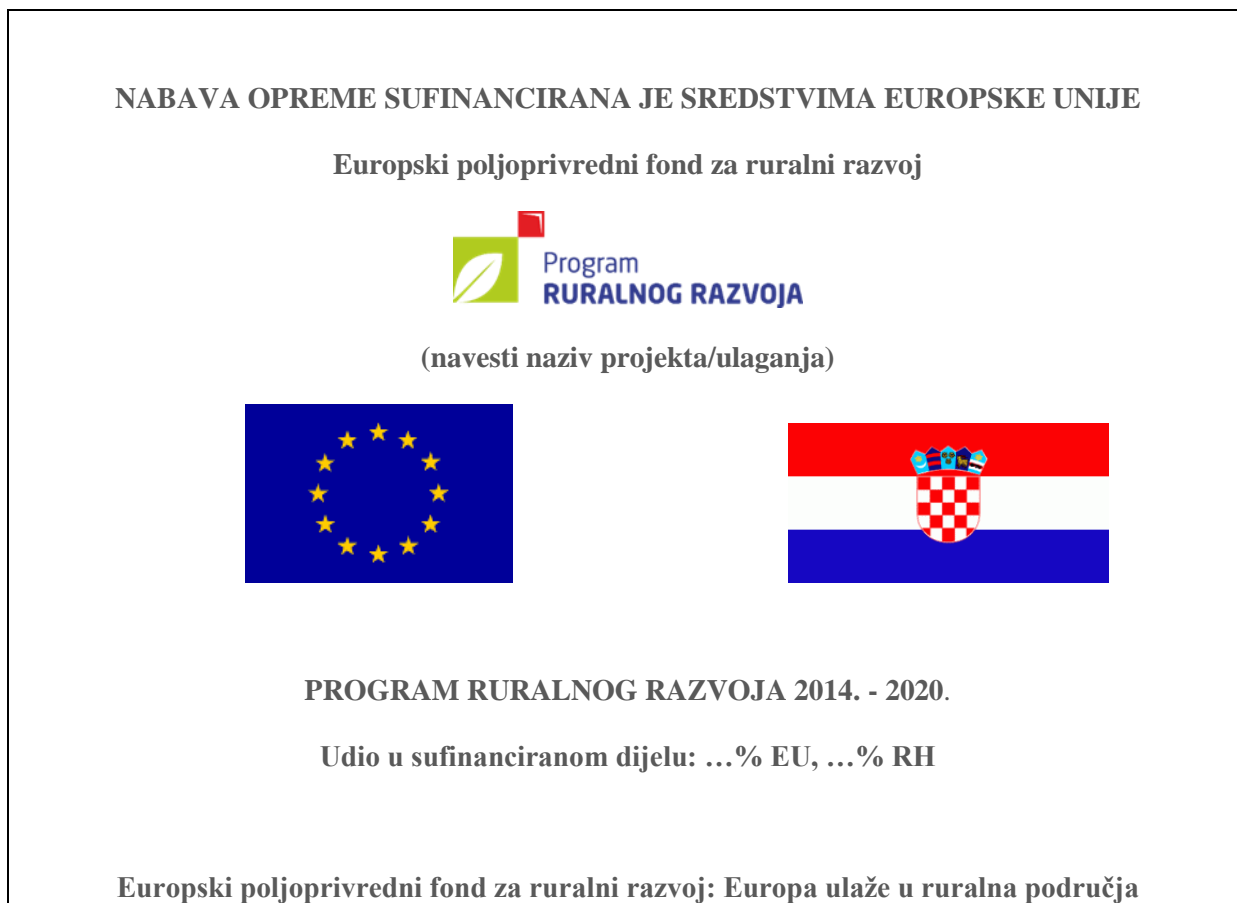 NABAVA OPREME SUFINANCIRANA JE SREDSTVIMA EUROPSKE UNIJE
Europski poljoprivredni fond za ruralni razvoj
Program
RURALNOG RAZVOJA
(navesti naziv projekta/ulaganja)
PROGRAM RURALNOG RAZVOJA 2014. - 2020.
Udio u sufinanciranom dijelu: …% EU, …% RH
Europski poljoprivredni fond za ruralni razvoj: Europa ulaže u ruralna područja